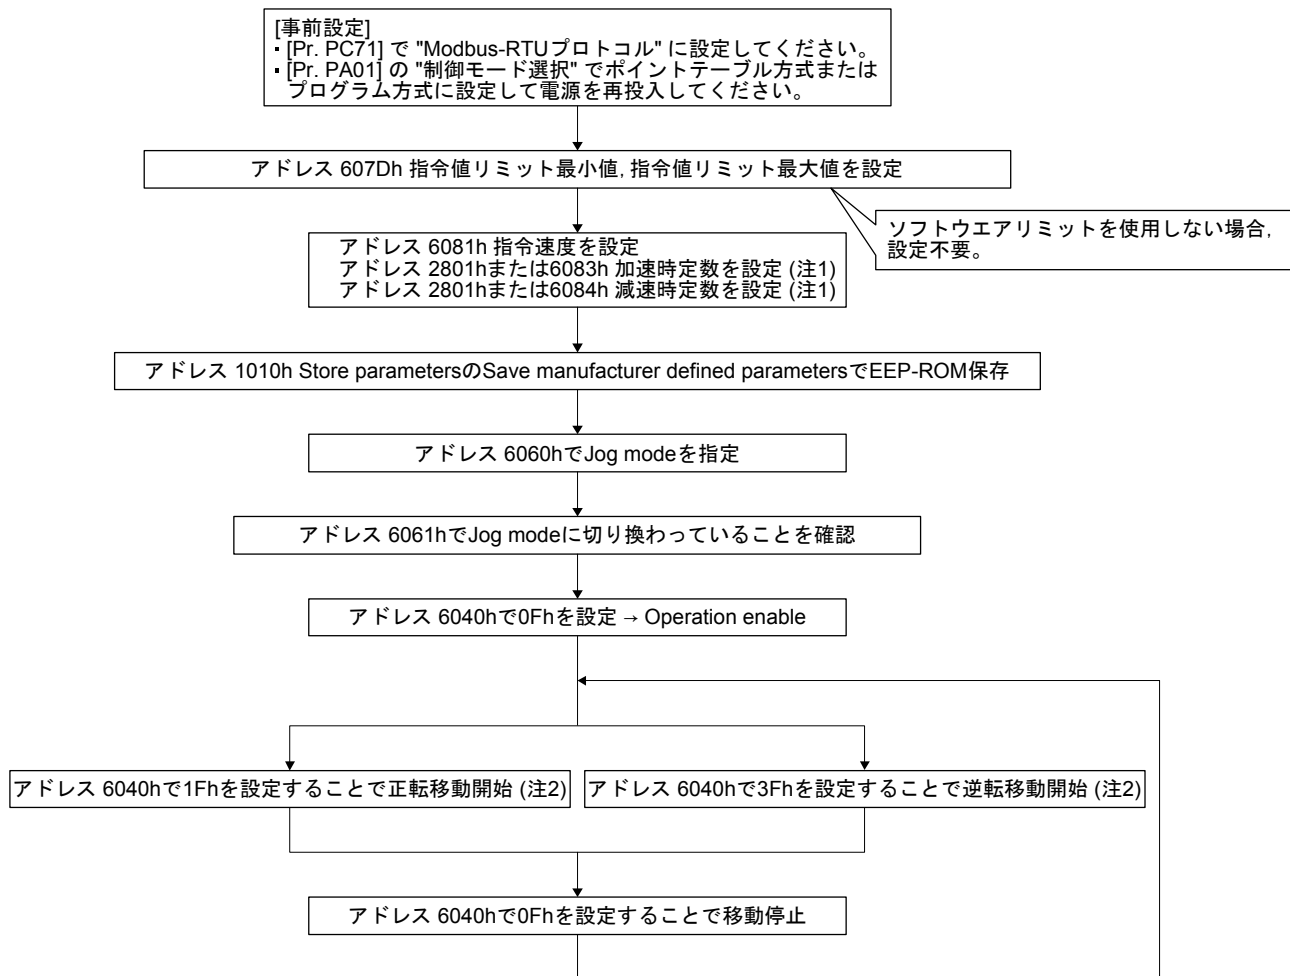 [事前設定]
・[Pr. PC71] で "Modbus-RTUプロトコル" に設定してください。
・[Pr. PA01] の "制御モード選択" でポイントテーブル方式または
プログラム方式に設定して電源を再投入してください。
アドレス 607Dh 指令値リミット最小値, 指令値リミット最大値を設定
ソフトウエアリミットを使用しない場合,
設定不要。
アドレス 6081h 指令速度を設定
アドレス 2801hまたは6083h 加速時定数を設定 (注1)
アドレス 2801hまたは6084h 減速時定数を設定 (注1)
アドレス 1010h Store parametersのSave manufacturer defined parametersでEEP-ROM保存
アドレス 6060hでJog modeを指定
アドレス 6061hでJog modeに切り換わっていることを確認
アドレス 6040hで0Fhを設定 → Operation enable
アドレス 6040hで1Fhを設定することで正転移動開始 (注2)
アドレス 6040hで3Fhを設定することで逆転移動開始 (注2)
アドレス 6040hで0Fhを設定することで移動停止